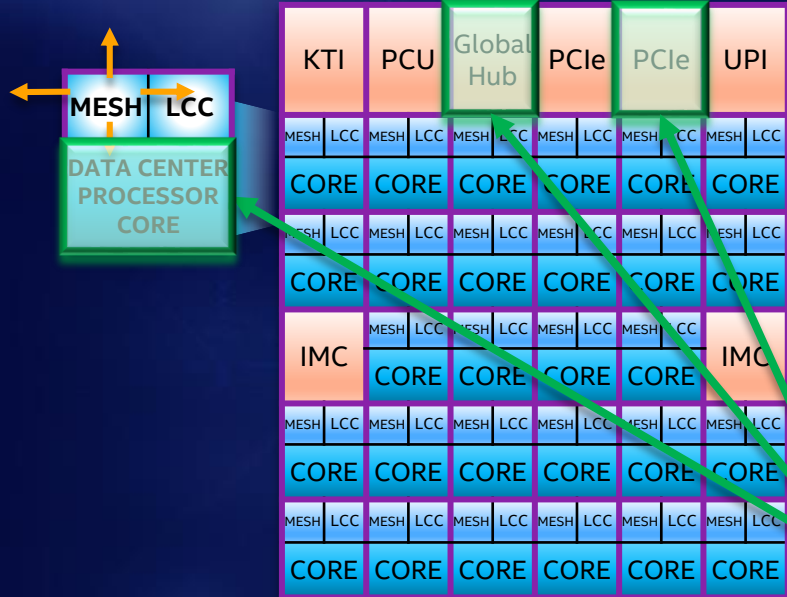 MESH LCC
DATA CENTER
PROCESSOR
CORE
KTI PCU Global Hub PCIe PCIe UPI
MESH LCC MESH LCC MESH LCC MESH LCC MESH LCC MESH LCC
CORE CORE CORE CORE CORE CORE
MESH LCC MESH LCC MESH LCC MESH LCC MESH LCC MESH LCC
CORE CORE CORE CORE CORE CORE
IMC MESH LCC MESH LCC MESH LCC MESH LCC IMC
CORE CORE CORE CORE
MESH LCC MESH LCC MESH LCC MESH LCC MESH LCC MESH LCC
CORE CORE CORE CORE CORE CORE
MESH LCC MESH LCC MESH LCC MESH LCC MESH LCC MESH LCC
CORE CORE CORE CORE CORE CORE